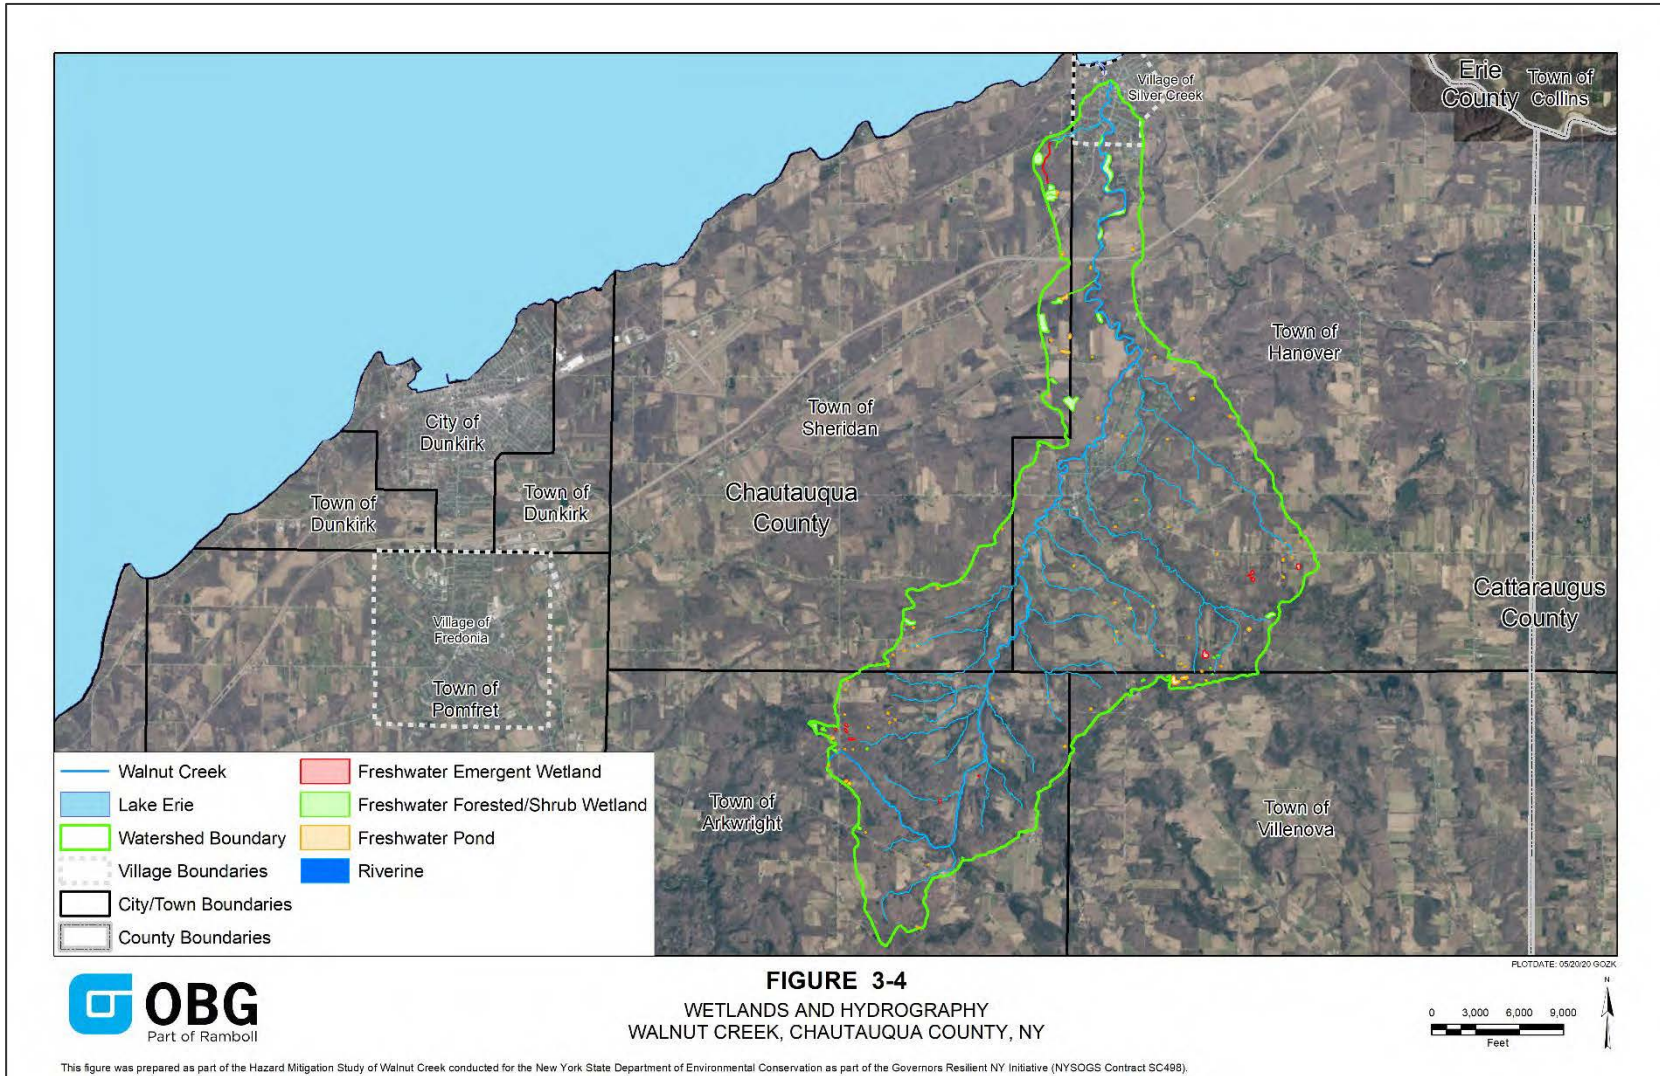 Village of
Silver Creek
Erie
County
Town of
Collins
Town of
Hanover
City of
Dunkirk
Town of
Sheridan
Town of
Dunkirk
Town of
Dunkirk
Chautauqua
County
Cattaraugus
County
Village of
Fredonia
Town of
Pomfret
Town of
Arkwright
Town of
Villenova
Walnut Creek
Lake Erie
Watershed Boundary
Village Boundaries
City/Town Boundaries
County Boundaries
Freshwater Emergent Wetland
Freshwater Forested/Shrub Wetland
Freshwater Pond
Riverine
PLOTDATE: 05/20/20 GOZK
OBG
Part of Ramboll
FIGURE 3-4
WETLANDS AND HYDROGRAPHY
WALNUT CREEK, CHAUTAUQUA COUNTY, NY
N
0 3,000 6,000 9,000
Feet
This figure was prepared as part of the Hazard Mitigation Study of Walnut Creek conducted for the New York State Department of Environmental Conservation as part of the Governors Resilient NY Initiative (NYSOGS Contract SC498).